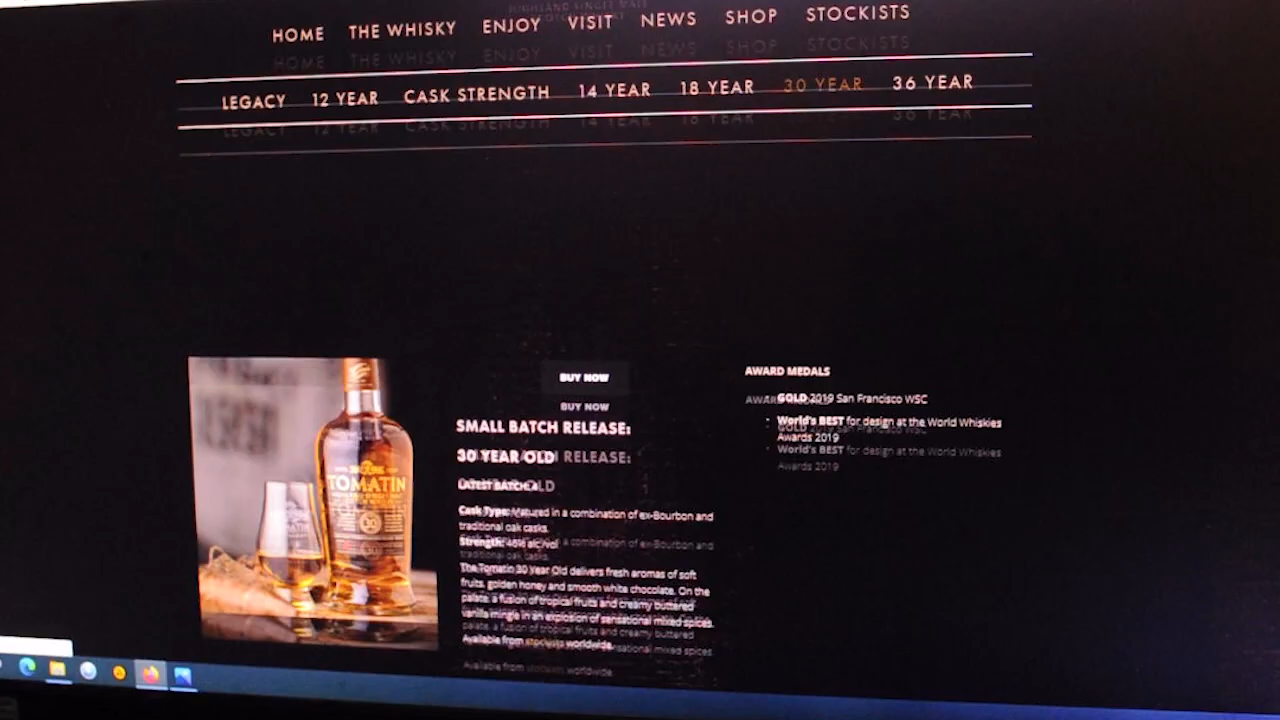 HOME THE WHISKY ENJOY VISIT NEWS SHOP STOCKISTS
LEGACY 12 YEAR CASK STRENGTH 14 YEAR 18 YEAR 30 YEAR 36 YEAR
TOMATIN
30
BUY NOW
SMALL BATCH RELEASE:
30 YEAR OLD
LATEST BATCH: 4
Cask Type: Matured in a combination of ex-Bourbon and
traditional oak casks.
Strength: 46% alc/vol
The Tomatin 30 Year Old delivers fresh aromas of soft
fruits, golden honey and smooth white chocolate. On the
palate, a fusion of tropical fruits and creamy buttered
vanilla mingle in an explosion of sensational mixed spices.
Available from stockists worldwide.
AWARD MEDALS
GOLD 2019 San Francisco WSC
World's BEST for design at the World Whiskies
Awards 2019